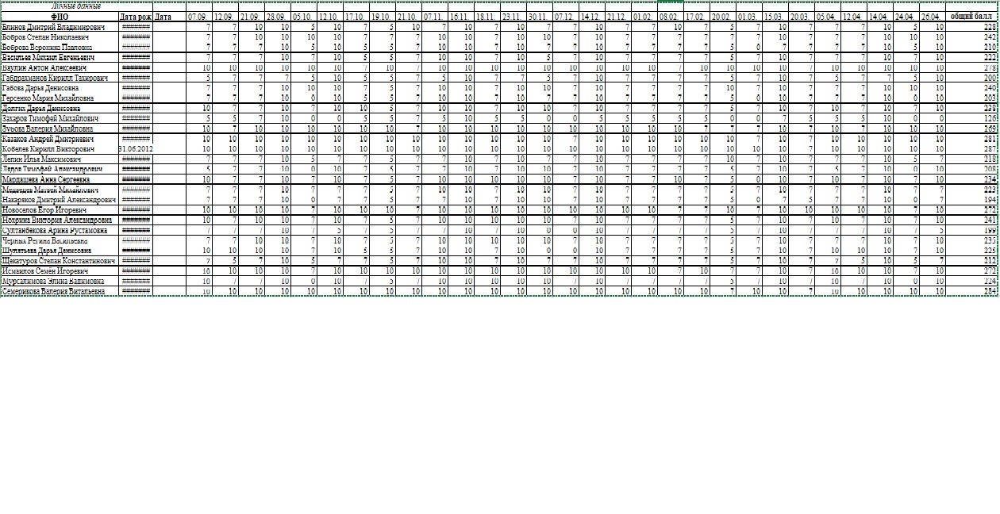 Личные данные
ФИО Дата рож Дата 07.09. 12.09. 21.09. 28.09. 05.10. 12.10. 17.10. 19.10. 21.10. 07.11. 16.11. 18.11. 23.11. 30.11. 07.12. 14.12. 21.12. 01.02. 08.02. 17.02. 20.02. 01.03. 15.03. 20.03. 05.04. 12.04. 14.04. 24.04. 26.04. общий балл
Блинов Дмитрий Владимирович ####### 7 7 10 10 5 10 7 5 10 7 10 7 10 7 7 10 7 7 10 7 5 7 10 7 7 7 10 5 10 228
Бобров Степан Николаевич ####### 7 7 10 10 10 10 7 7 7 10 10 7 10 10 7 10 7 7 7 7 7 7 10 7 7 7 10 10 10 242
Боброва Вероника Павловна ####### 7 7 7 10 5 10 5 5 7 10 10 7 10 7 7 10 7 7 7 7 5 0 7 7 7 7 10 5 10 210
Васильев Михаил Евгеньевич ####### 7 7 7 10 7 10 5 5 7 10 10 7 10 5 7 10 7 7 7 7 5 7 10 7 7 7 10 7 10 222
Ваулин Антон Алексеевич ####### 10 10 10 10 10 10 7 10 7 10 10 10 10 10 10 10 10 10 7 10 10 10 10 7 10 10 10 10 10 278
Габдрахманов Кирилл Тахирович ####### 5 7 7 7 5 10 5 5 7 5 10 7 7 5 7 10 7 7 7 7 5 7 10 7 5 7 7 5 10 200
Габова Дарья Денисовна ####### 7 7 7 10 10 10 7 5 7 10 10 7 10 10 7 10 7 7 7 7 10 7 10 7 7 7 10 10 10 240
Герсенко Мария Михайловна ####### 7 7 7 10 0 10 7 5 7 10 10 7 7 7 7 10 7 7 7 7 5 0 10 7 7 7 10 0 10 203
Долгих Дарья Денисовна ####### 10 7 7 10 7 10 10 5 7 10 10 7 10 10 7 10 7 7 7 7 5 7 10 7 10 7 10 7 10 238
Захаров Тимофей Михайлович ####### 5 5 7 10 0 0 5 5 7 5 10 5 5 0 0 5 5 5 5 5 0 0 7 5 5 5 10 0 0 126
Зубова Валерия Михайловна ####### 10 7 10 10 10 10 10 10 7 10 10 10 10 10 10 10 10 10 10 7 7 7 10 7 10 7 10 10 10 269
Казаков Андрей Дмитриевич ####### 10 10 10 10 10 10 10 10 10 10 10 10 10 10 7 10 10 10 10 10 10 7 10 7 10 10 10 10 10 281
Кобелев Кирилл Викторович 31.06.2012 10 10 10 10 10 10 10 10 10 10 10 10 10 10 10 10 10 10 10 10 10 10 10 7 10 10 10 10 10 287
Лепин Илья Максимович ####### 7 7 7 10 5 7 7 5 7 7 10 7 10 7 7 10 7 7 7 7 10 7 10 7 7 7 10 5 7 218
Лядов Тимофей Александрович ####### 5 7 7 10 0 10 7 5 7 7 10 7 10 10 7 10 7 7 7 7 5 7 10 7 5 7 10 0 10 208
Мардашева Анна Сергеевна ####### 10 7 7 10 7 10 7 5 7 10 10 10 10 10 7 7 7 7 10 7 5 0 10 7 10 7 10 7 10 234
Медведев Матвей Михайлович ####### 7 7 7 10 7 7 7 5 7 10 10 7 10 10 7 10 7 7 7 7 5 7 10 7 7 7 10 7 7 223
Накаряков Дмитрий Александрович ####### 7 7 7 10 0 7 7 5 7 7 10 7 10 10 7 10 7 7 7 7 5 0 7 5 7 7 10 0 7 194
Новоселов Егор Игоревич ####### 10 10 10 10 7 10 10 10 7 10 10 10 10 10 10 10 10 10 7 7 10 7 10 10 10 10 10 7 10 272
Нохрина Виктория Александровна ####### 10 7 10 10 7 10 7 5 7 10 10 10 10 10 7 10 7 7 7 7 5 7 10 7 10 7 10 7 10 241
Султанбекова Арина Рустамовна ####### 7 7 7 10 7 5 7 5 7 7 10 7 10 0 0 10 7 7 7 7 5 7 10 7 7 7 10 7 5 199
Черных Регина Васильевна ####### 7 7 10 10 7 10 7 5 7 10 10 10 10 10 7 10 7 7 7 7 5 7 10 7 7 7 10 7 10 235
Шулятьева Дарья Денисовна ####### 10 10 10 10 7 10 5 5 7 10 10 7 10 0 0 10 7 7 7 7 5 7 10 7 10 7 10 7 10 225
Щекатуров Степан Константинович ####### 7 5 7 10 5 7 7 5 7 10 10 7 10 7 7 10 7 7 7 7 5 7 10 7 7 5 10 5 7 212
Исмаилов Семён Игоревич ####### 10 10 10 10 7 10 10 10 10 10 10 10 10 10 10 10 10 10 7 10 7 7 10 7 10 10 10 7 10 272
Мурсалимова Элина Вадимовна ####### 10 7 7 10 0 10 7 5 7 10 10 10 10 10 7 10 7 7 7 7 5 7 10 7 10 7 10 0 10 224
Семерикова Валерия Витальевна ####### 10 10 10 10 10 10 10 10 10 10 10 10 10 10 10 10 10 10 10 10 7 10 10 7 10 10 10 10 10 284